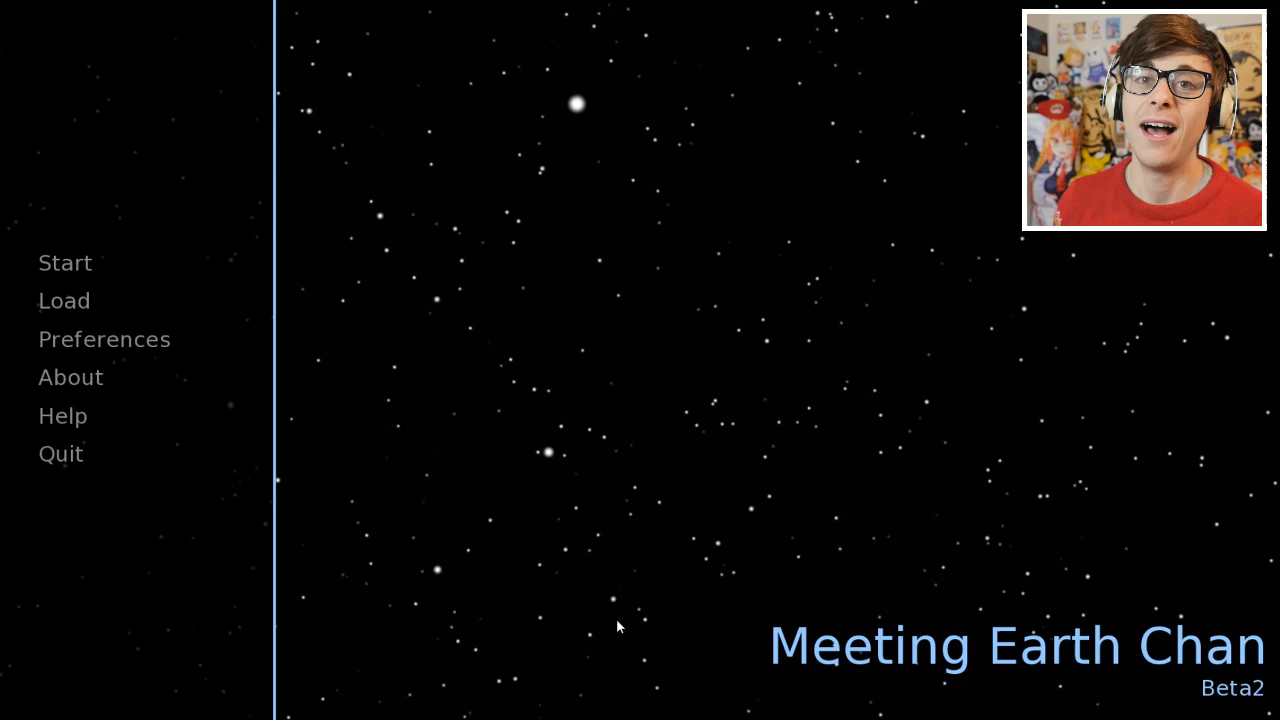 Start
Load
Preferences
About
Help
Quit
Meeting Earth Chan
Beta2